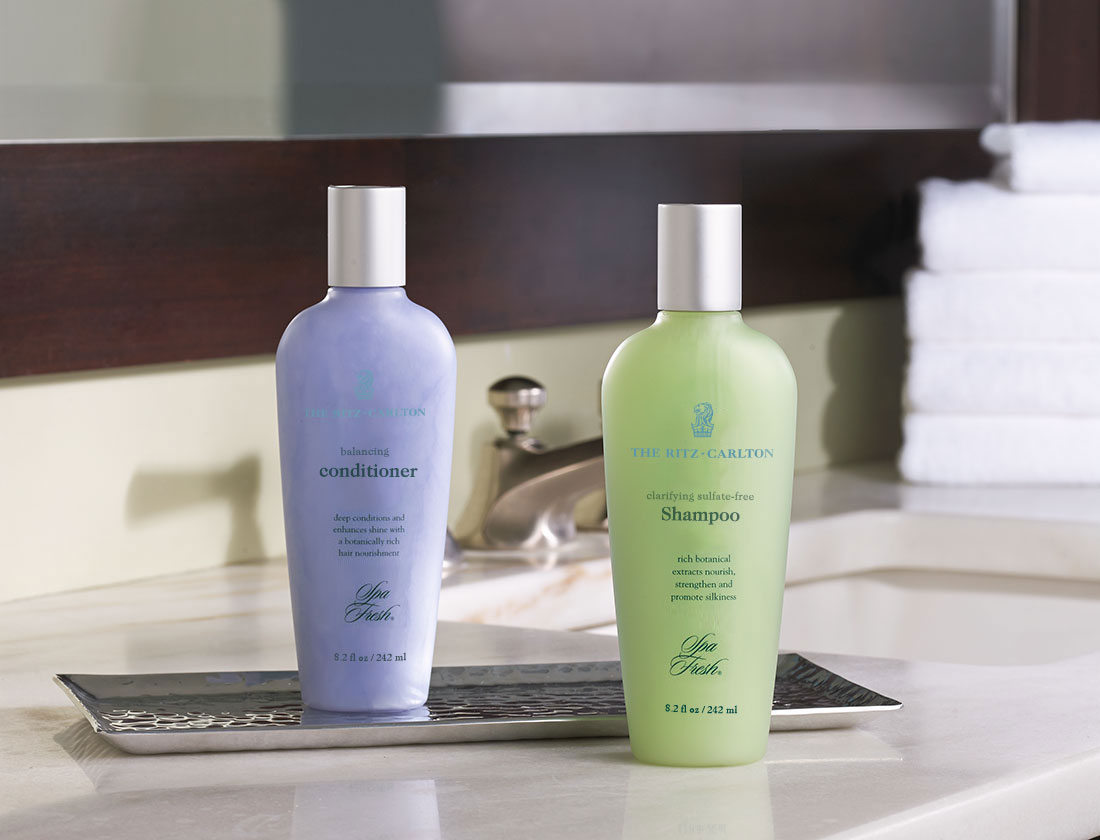 THE RITZ-CARLTON
balancing
conditioner
deep conditions and
enhances shine with
a botanically rich
hair nourishment
Spa
Fresh®
8.2 fl oz / 242 ml
THE RITZ-CARLTON
clarifying sulfate-free
Shampoo
rich botanical
extracts nourish,
strengthen and
promote silkiness
Spa
Fresh®
8.2 fl oz / 242 ml